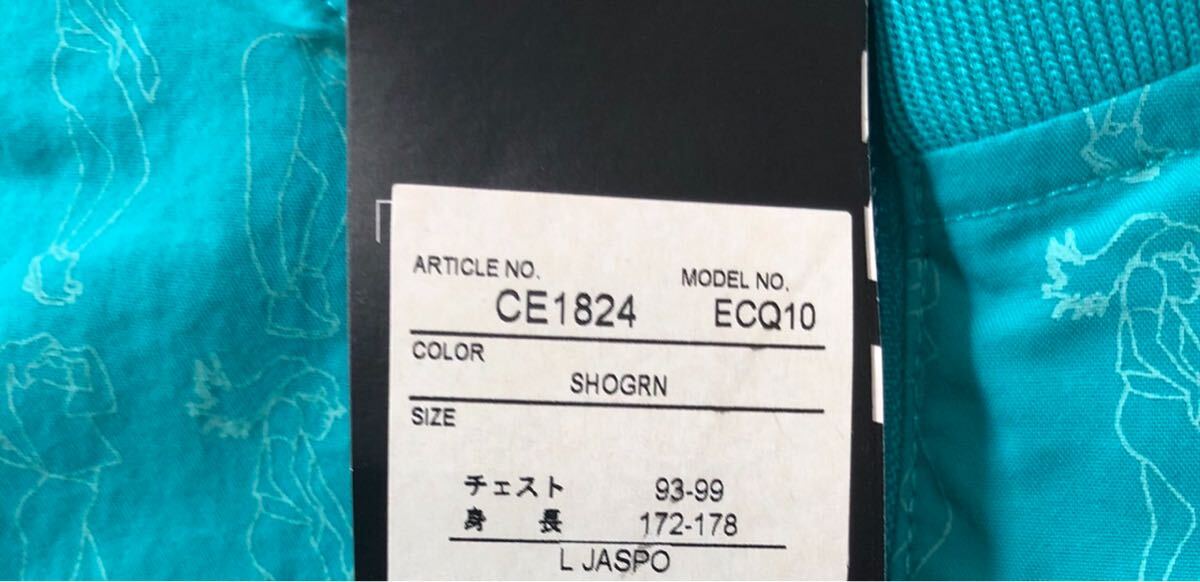 ARTICLE NO. MODEL NO.
CE1824 ECQ10
COLOR
SHOGRN
SIZE
チェスト 93-99
身 長 172-178
L JASPO